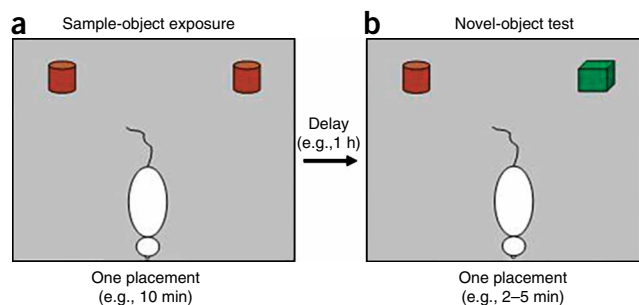 a
Sample-object exposure
b
Novel-object test
Delay
(e.g.,1 h)
One placement
(e.g., 10 min)
One placement
(e.g., 2–5 min)